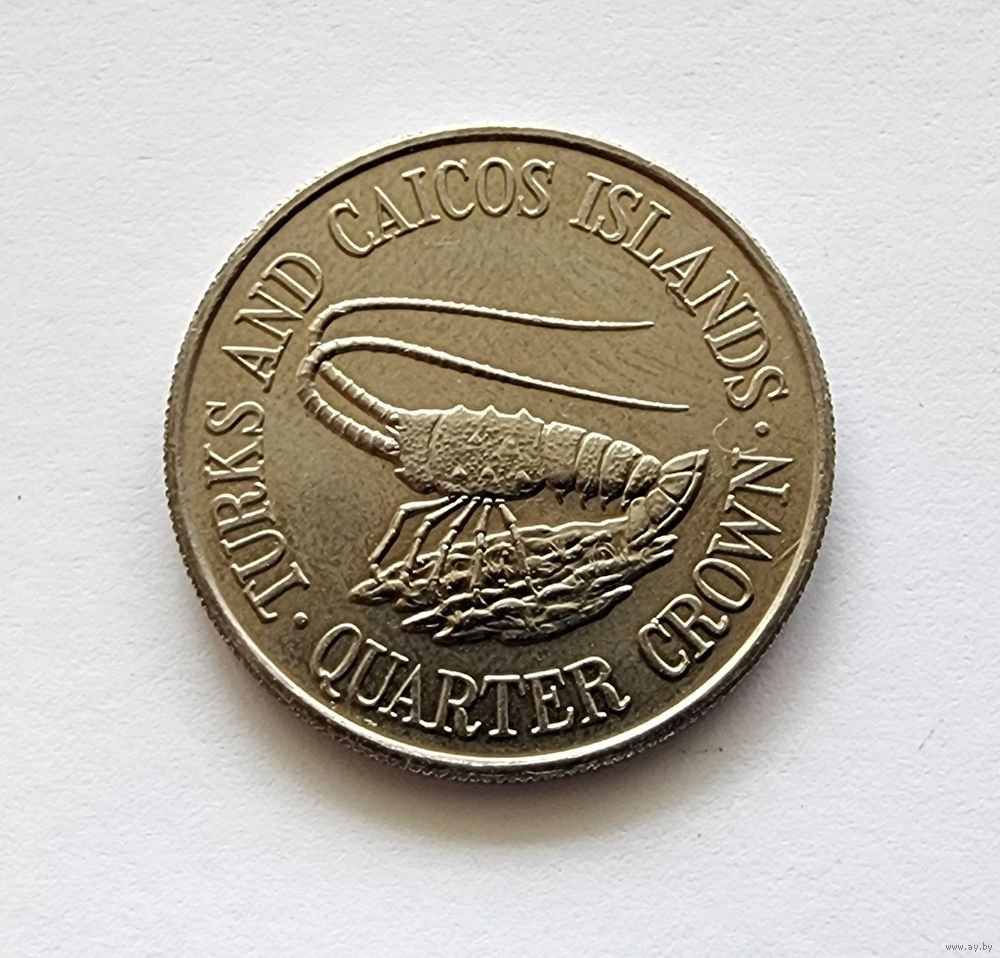 · TURKS AND CAICOS ISLANDS ·
QUARTER CROWN
www.ay.by